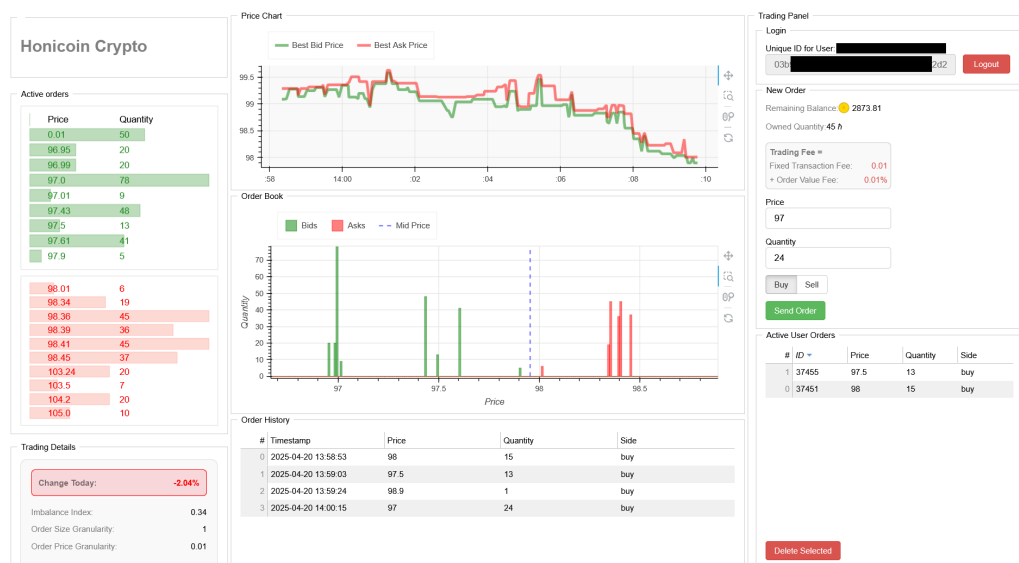 Honicoin Crypto
Active orders
Price Quantity
0.01 50
96.95 20
96.99 20
97.0 78
97.01 9
97.43 48
97.5 13
97.61 41
97.9 5
98.01 6
98.34 19
98.36 45
98.39 36
98.41 45
98.45 37
103.24 20
103.5 7
104.2 20
105.0 10
Trading Details
Change Today: -2.04%
Imbalance Index: 0.34
Order Size Granularity: 1
Order Price Granularity: 0.01
Price Chart
Best Bid Price Best Ask Price
99.5
99
98.5
98
:58 14:00 :02 :04 :06 :08 :10
Order Book
Bids Asks Mid Price
Quantity
70
60
50
40
30
20
10
0
97 97.5 98 98.5
Price
Order History
# Timestamp Price Quantity Side
0 2025-04-20 13:58:53 98 15 buy
1 2025-04-20 13:59:03 97.5 13 buy
2 2025-04-20 13:59:24 98.9 1 buy
3 2025-04-20 14:00:15 97 24 buy
Trading Panel
Login
Unique ID for User:
2d2 Logout
New Order
Remaining Balance: 2873.81
Owned Quantity: 45 ℏ
Trading Fee =
Fixed Transaction Fee: 0.01
+ Order Value Fee: 0.01%
Price
97
Quantity
24
Buy Sell
Send Order
Active User Orders
# ID Price Quantity Side
1 37455 97.5 13 buy
0 37451 98 15 buy
Delete Selected